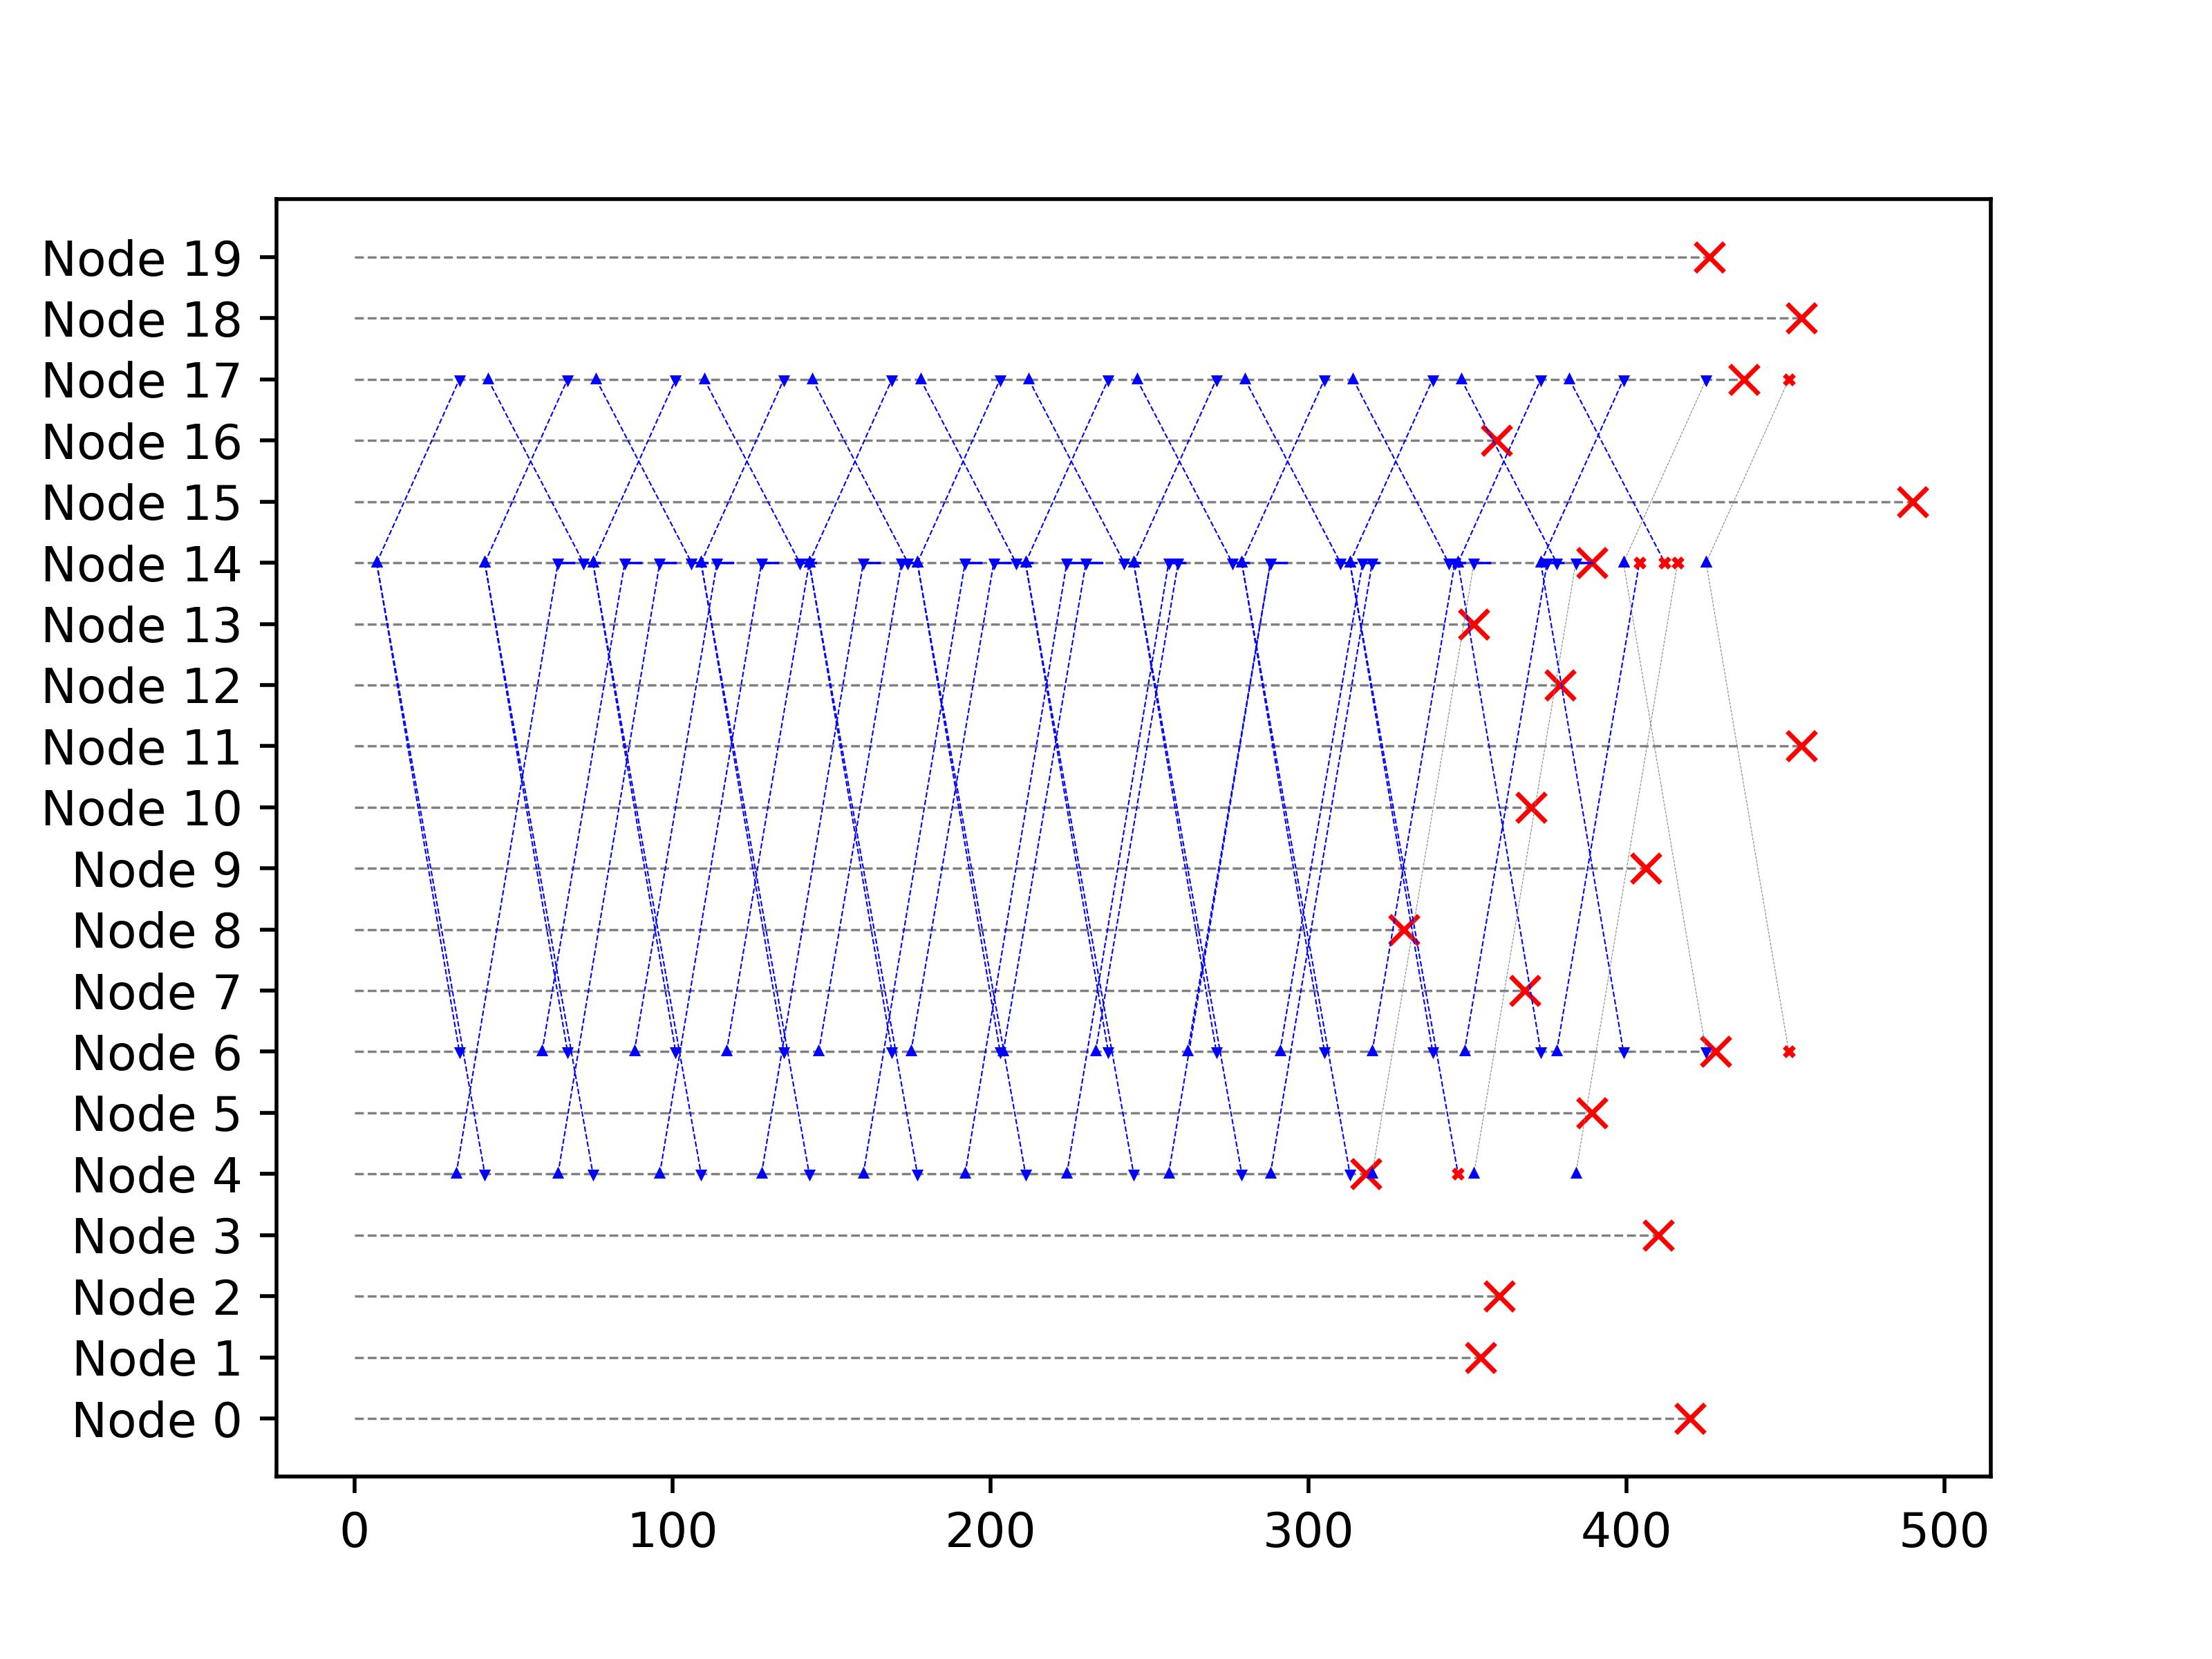 Node 19
Node 18
Node 17
Node 16
Node 15
Node 14
Node 13
Node 12
Node 11
Node 10
Node 9
Node 8
Node 7
Node 6
Node 5
Node 4
Node 3
Node 2
Node 1
Node 0
0 100 200 300 400 500